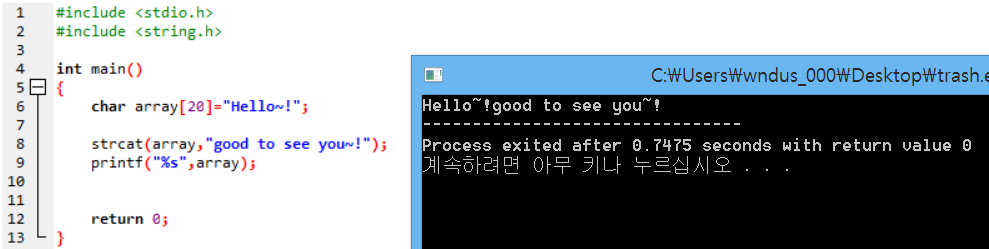 1 #include <stdio.h>
2 #include <string.h>
3
4 int main()
5 {
6 char array[20]="Hello~!";
7
8 strcat(array,"good to see you~!");
9 printf("%s",array);
10
11
12 return 0;
13 }
C:₩Users₩wndus_000₩Desktop₩trash.e
Hello~!good to see you~!
--------------------------------
Process exited after 0.7475 seconds with return value 0
계속하려면 아무 키나 누르십시오 . . .